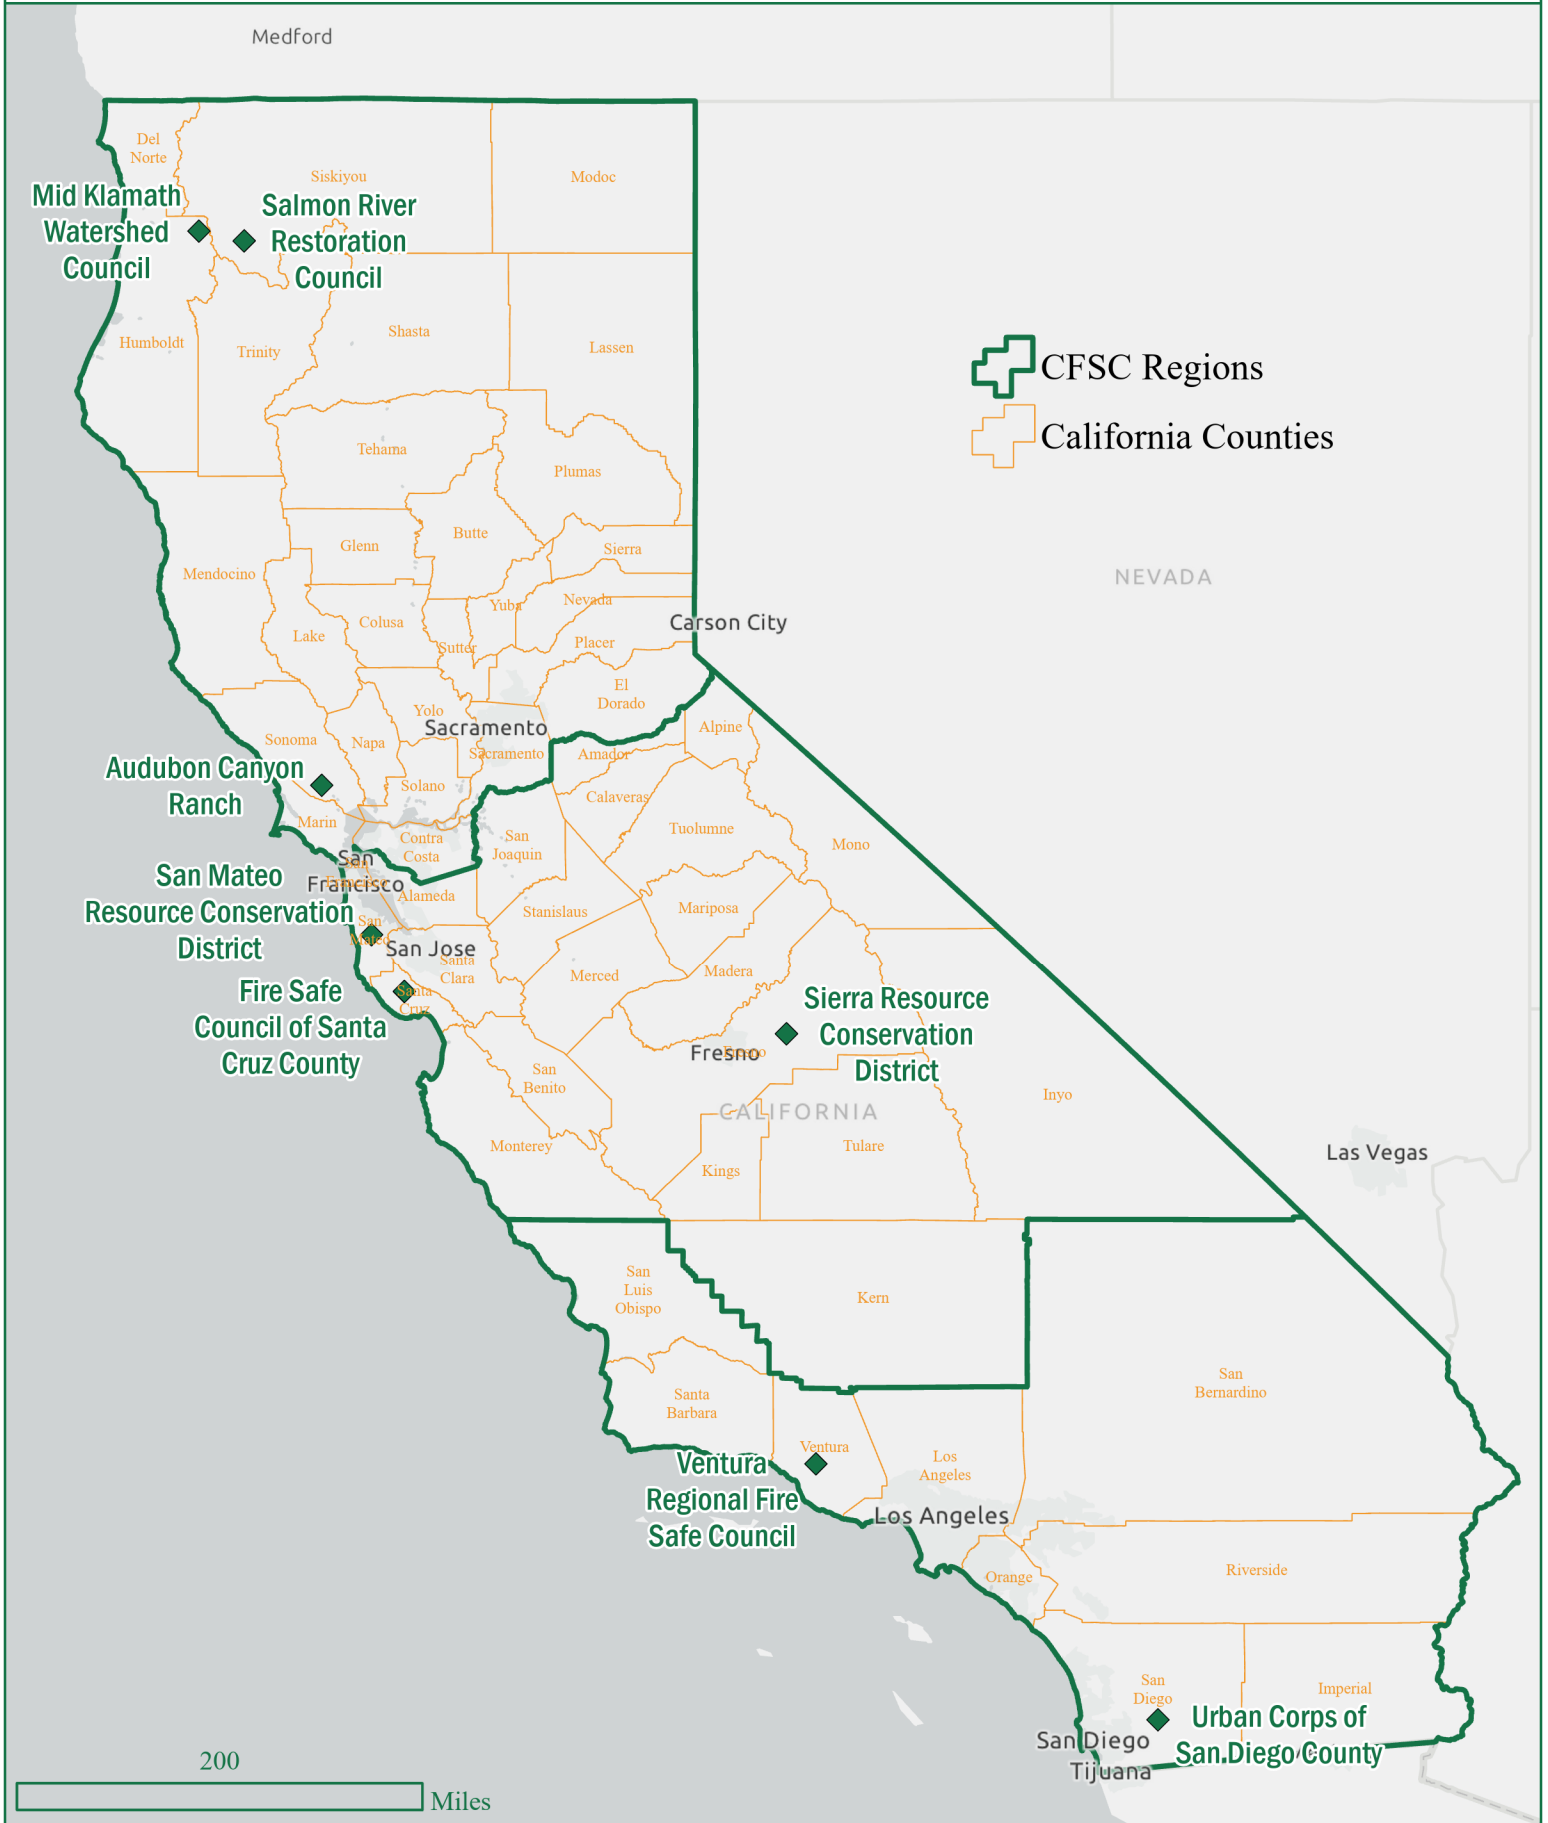 Medford
Del
Norte
Siskiyou
Modoc
Mid Klamath
Watershed
Council
Salmon River
Restoration
Council
Humboldt
Trinity
Shasta
Lassen
CFSC Regions
California Counties
Tehama
Plumas
Butte
Glenn
Sierra
Mendocino
NEVADA
Yuba
Nevada
Colusa
Lake
Sutter
Placer
Carson City
El
Dorado
Yolo
Sacramento
Alpine
Sonoma
Napa
Sacramento
Amador
Audubon Canyon
Ranch
Solano
Calaveras
Marin
Contra
Costa
San
Joaquin
Tuolumne
Mono
San
Francisco
San Mateo
Resource Conservation
District
Alameda
Stanislaus
Mariposa
San
Mateo
San Jose
Santa
Clara
Merced
Madera
Fire Safe
Council of Santa
Cruz County
Santa
Cruz
Sierra Resource
Conservation
District
Fresno
Fresno
San
Benito
CALIFORNIA
Inyo
Monterey
Kings
Tulare
Las Vegas
San
Luis
Obispo
Kern
San
Bernardino
Santa
Barbara
Ventura
Los
Angeles
Ventura
Regional Fire
Safe Council
Los Angeles
Orange
Riverside
San
Diego
Imperial
Urban Corps of
San Diego County
San Diego
Tijuana
200
Miles